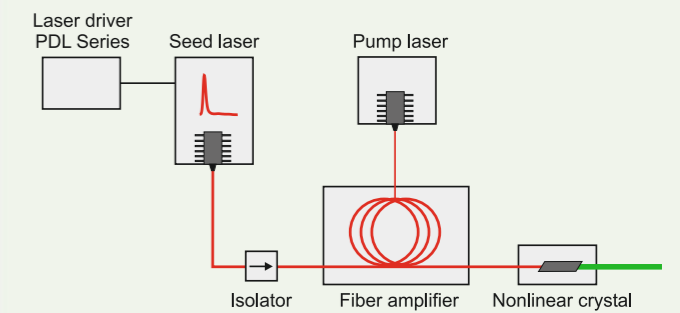 Laser driver
PDL Series
Seed laser
Pump laser
Isolator
Fiber amplifier
Nonlinear crystal